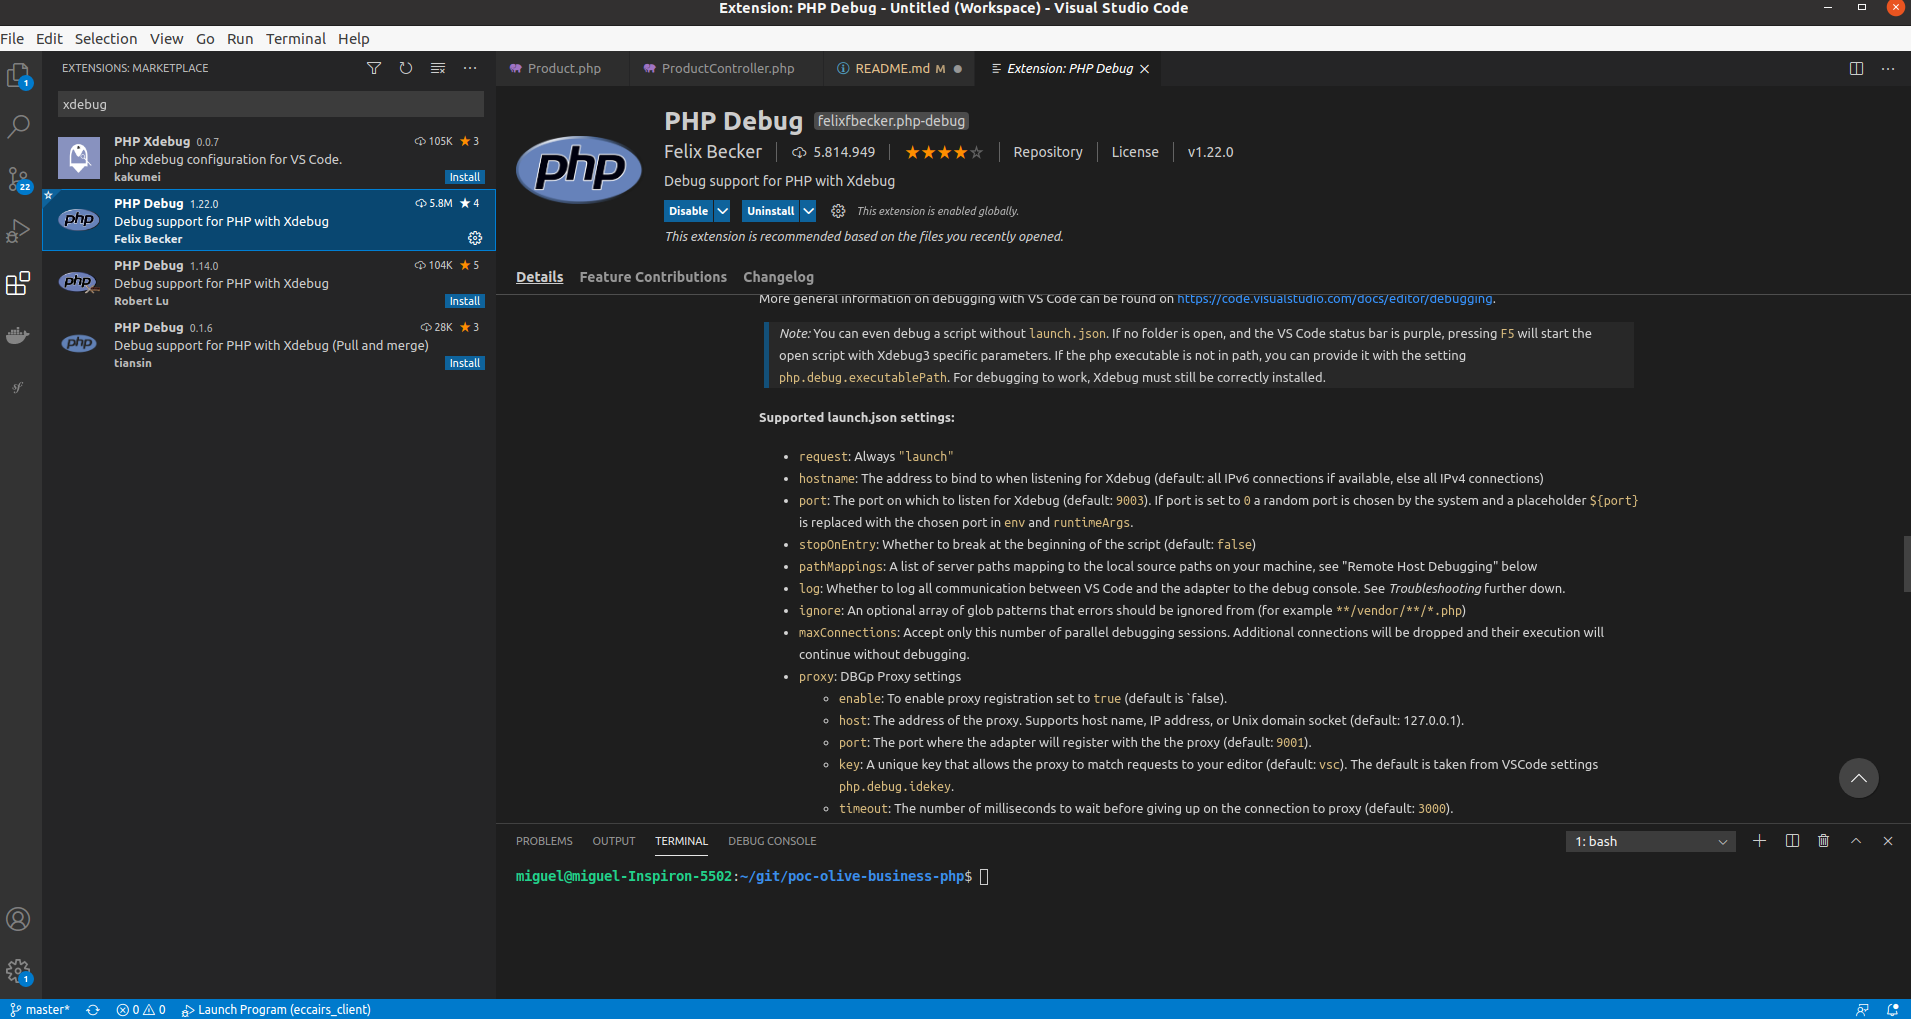 Extension: PHP Debug - Untitled (Workspace) - Visual Studio Code
File Edit Selection View Go Run Terminal Help
EXTENSIONS: MARKETPLACE
xdebug
PHP Xdebug 0.0.7 105K ★ 3
php xdebug configuration for VS Code.
kakumei Install
PHP Debug 1.22.0 5.8M ★ 4
Debug support for PHP with Xdebug
Felix Becker
PHP Debug 1.14.0 104K ★ 5
Debug support for PHP with Xdebug
Robert Lu Install
PHP Debug 0.1.6 28K ★ 3
Debug support for PHP with Xdebug (Pull and merge)
tiansin Install
1
22
1
php
php
php
php
Product.php ProductController.php README.md M ● Extension: PHP Debug
PHP Debug felixfbecker.php-debug
Felix Becker 5.814.949 ★★★★☆ Repository License v1.22.0
Debug support for PHP with Xdebug
Disable Uninstall This extension is enabled globally.
This extension is recommended based on the files you recently opened.
Details Feature Contributions Changelog
More general information on debugging with VS Code can be found on https://code.visualstudio.com/docs/editor/debugging.
Note: You can even debug a script without launch.json. If no folder is open, and the VS Code status bar is purple, pressing F5 will start the
open script with Xdebug3 specific parameters. If the php executable is not in path, you can provide it with the setting
php.debug.executablePath. For debugging to work, Xdebug must still be correctly installed.
Supported launch.json settings:
• request: Always "launch"
• hostname: The address to bind to when listening for Xdebug (default: all IPv6 connections if available, else all IPv4 connections)
• port: The port on which to listen for Xdebug (default: 9003). If port is set to 0 a random port is chosen by the system and a placeholder ${port}
is replaced with the chosen port in env and runtimeArgs.
• stopOnEntry: Whether to break at the beginning of the script (default: false)
• pathMappings: A list of server paths mapping to the local source paths on your machine, see "Remote Host Debugging" below
• log: Whether to log all communication between VS Code and the adapter to the debug console. See Troubleshooting further down.
• ignore: An optional array of glob patterns that errors should be ignored from (for example **/vendor/**/*.php)
• maxConnections: Accept only this number of parallel debugging sessions. Additional connections will be dropped and their execution will
continue without debugging.
• proxy: DBGp Proxy settings
◦ enable: To enable proxy registration set to true (default is `false).
◦ host: The address of the proxy. Supports host name, IP address, or Unix domain socket (default: 127.0.0.1).
◦ port: The port where the adapter will register with the the proxy (default: 9001).
◦ key: A unique key that allows the proxy to match requests to your editor (default: vsc). The default is taken from VSCode settings
php.debug.idekey.
◦ timeout: The number of milliseconds to wait before giving up on the connection to proxy (default: 3000).
PROBLEMS OUTPUT TERMINAL DEBUG CONSOLE 1: bash
miguel@miguel-Inspiron-5502:~/git/poc-olive-business-php$
master* 0 0 Launch Program (eccairs_client)